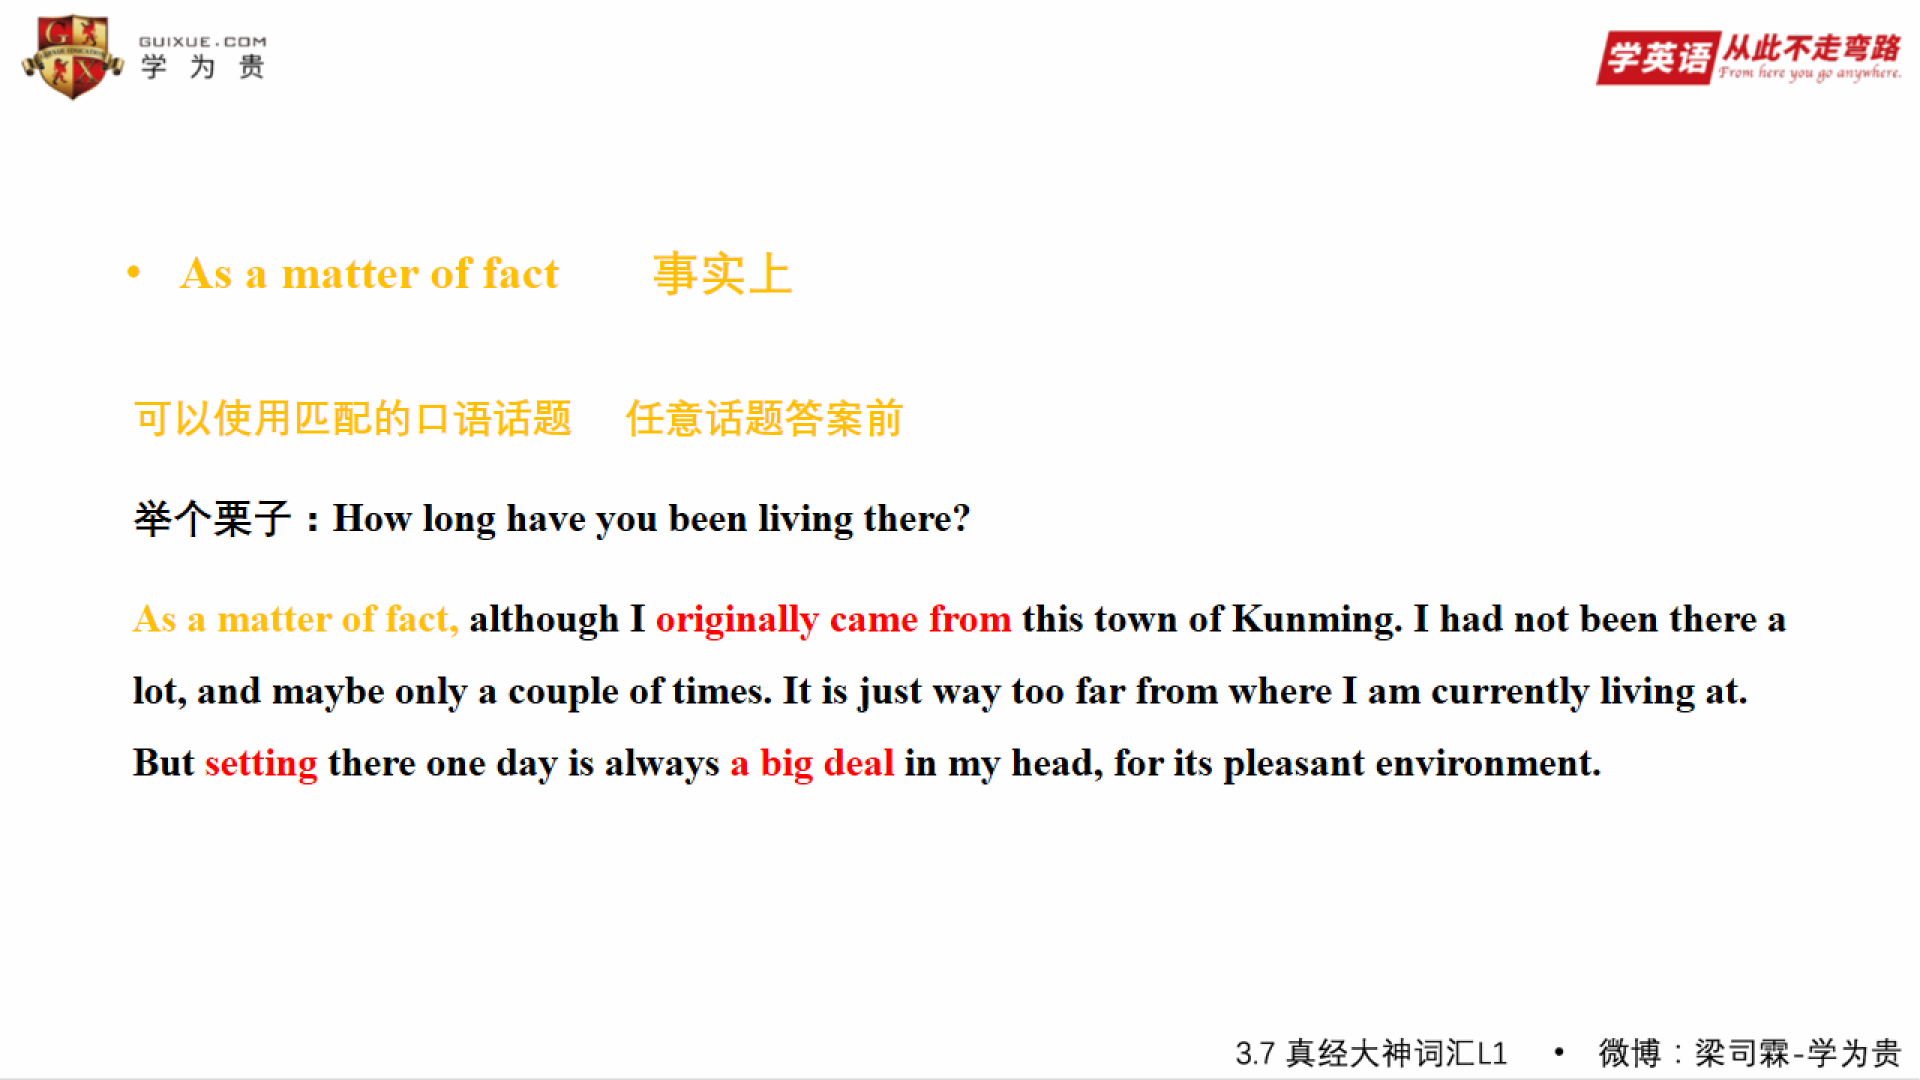 GUIXUE.COM
学为贵
学英语 从此不走弯路
From here you go anywhere.
• As a matter of fact 事实上
可以使用匹配的口语话题 任意话题答案前
举个栗子：How long have you been living there?
As a matter of fact, although I originally came from this town of Kunming. I had not been there a
lot, and maybe only a couple of times. It is just way too far from where I am currently living at.
But setting there one day is always a big deal in my head, for its pleasant environment.
3.7 真经大神词汇L1 • 微博：梁司霖-学为贵